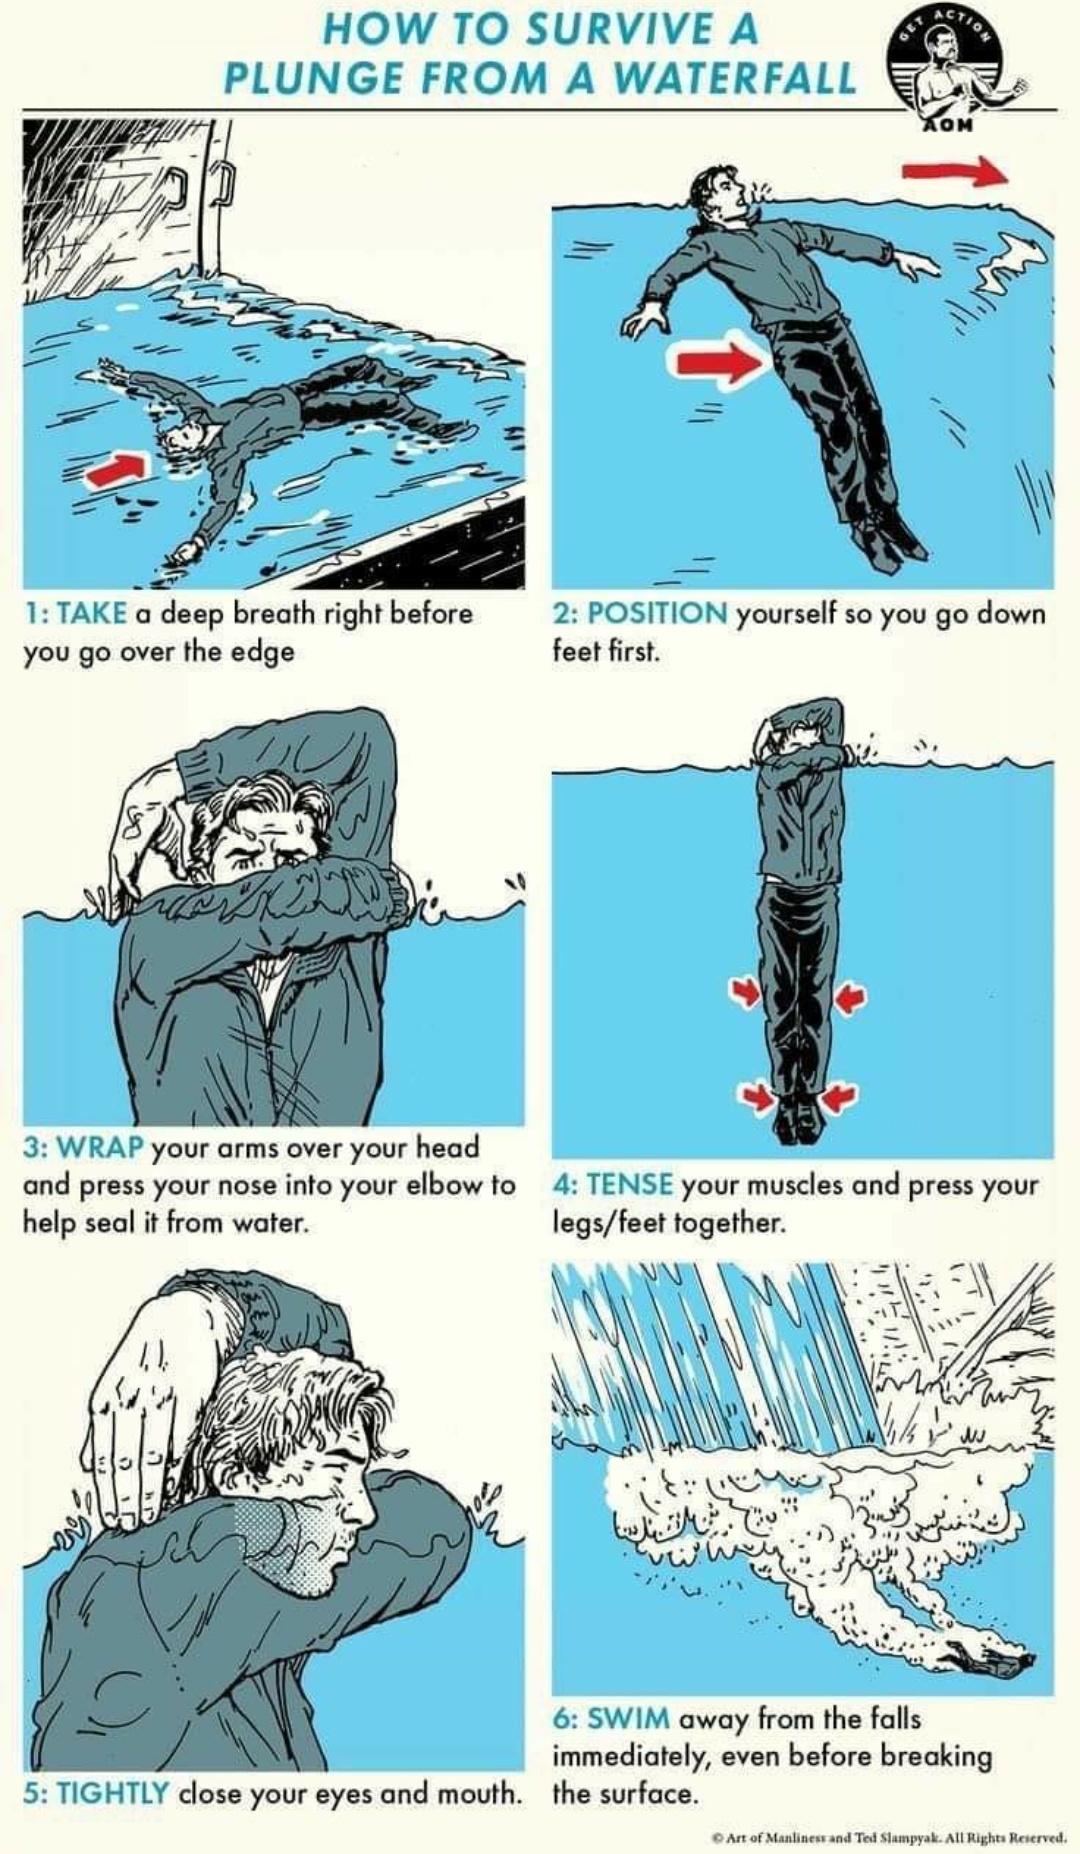 HOW TO SURVIVE A
PLUNGE FROM A WATERFALL
GET ACTION
AOM
1: TAKE a deep breath right before
you go over the edge
2: POSITION yourself so you go down
feet first.
3: WRAP your arms over your head
and press your nose into your elbow to
help seal it from water.
4: TENSE your muscles and press your
legs/feet together.
5: TIGHTLY close your eyes and mouth.
6: SWIM away from the falls
immediately, even before breaking
the surface.
© Art of Manliness and Ted Slampyak. All Rights Reserved.